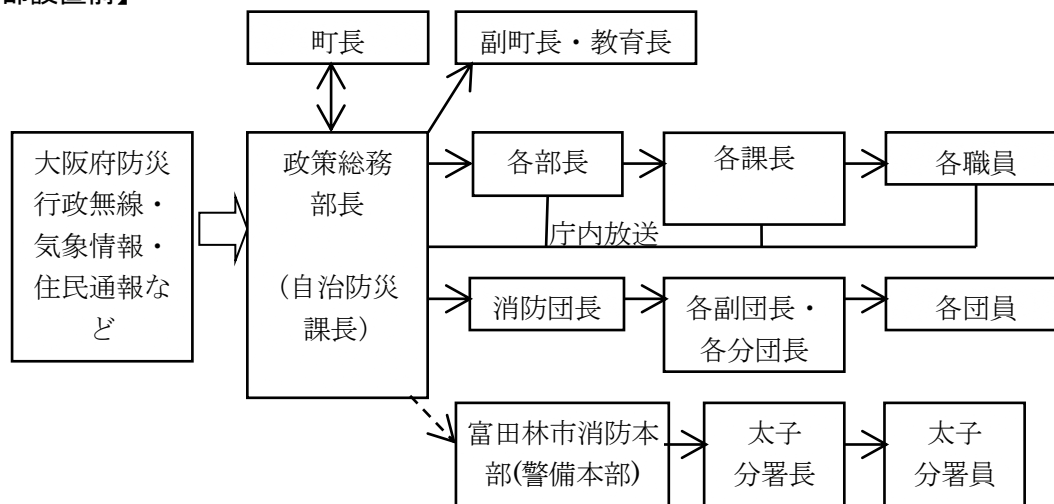 部設置前】
町長
副町長・教育長
大阪府防災
行政無線・
気象情報・
住民通報な
ど
政策総務
部長
(自治防災
課長)
各部長
各課長
各職員
庁内放送
消防団長
各副団長・
各分団長
各団員
富田林市消防本
部(警備本部)
太子
分署長
太子
分署員